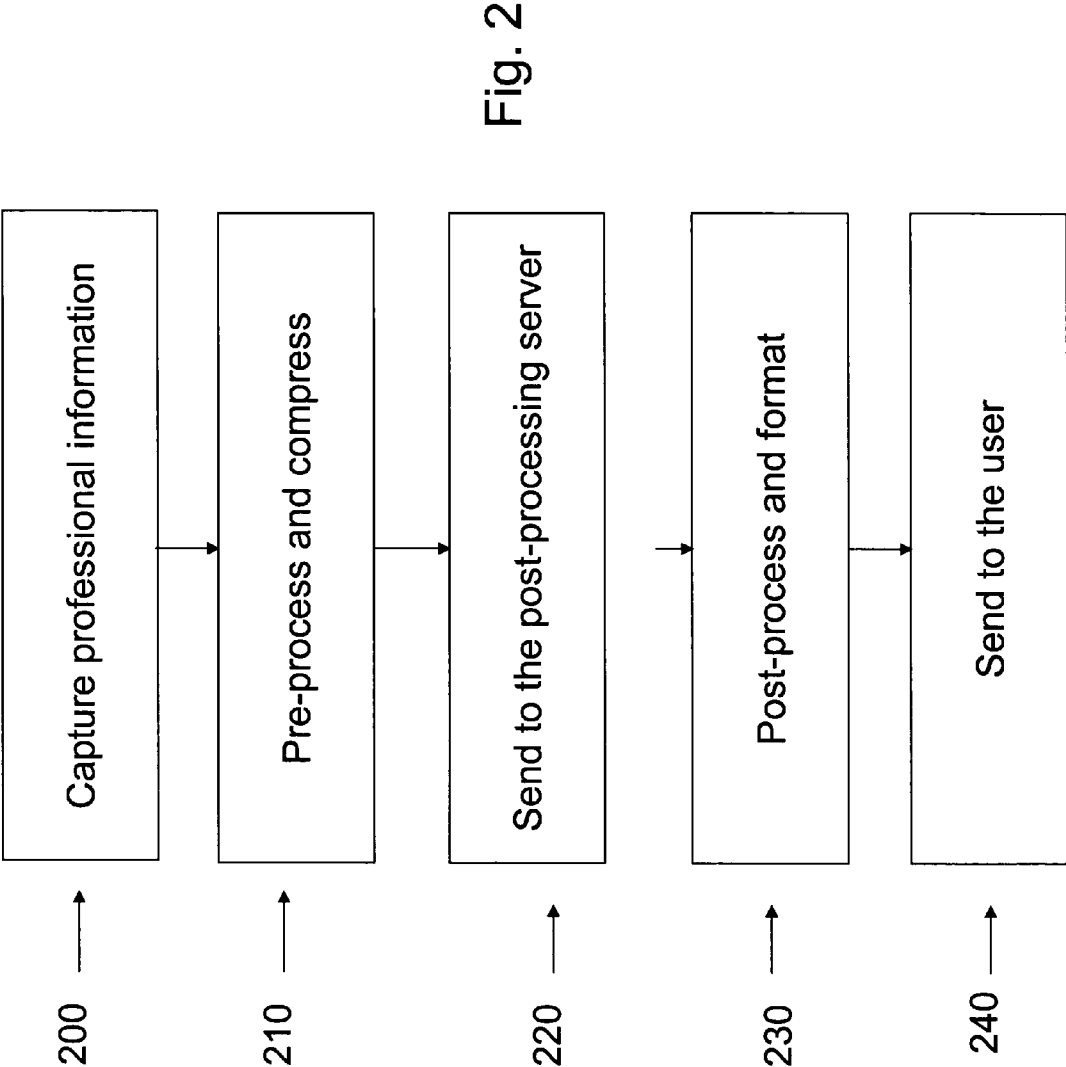 200
Capture professional information
210
Pre-process and compress
220
Send to the post-processing server
230
Post-process and format
240
Send to the user
Fig. 2